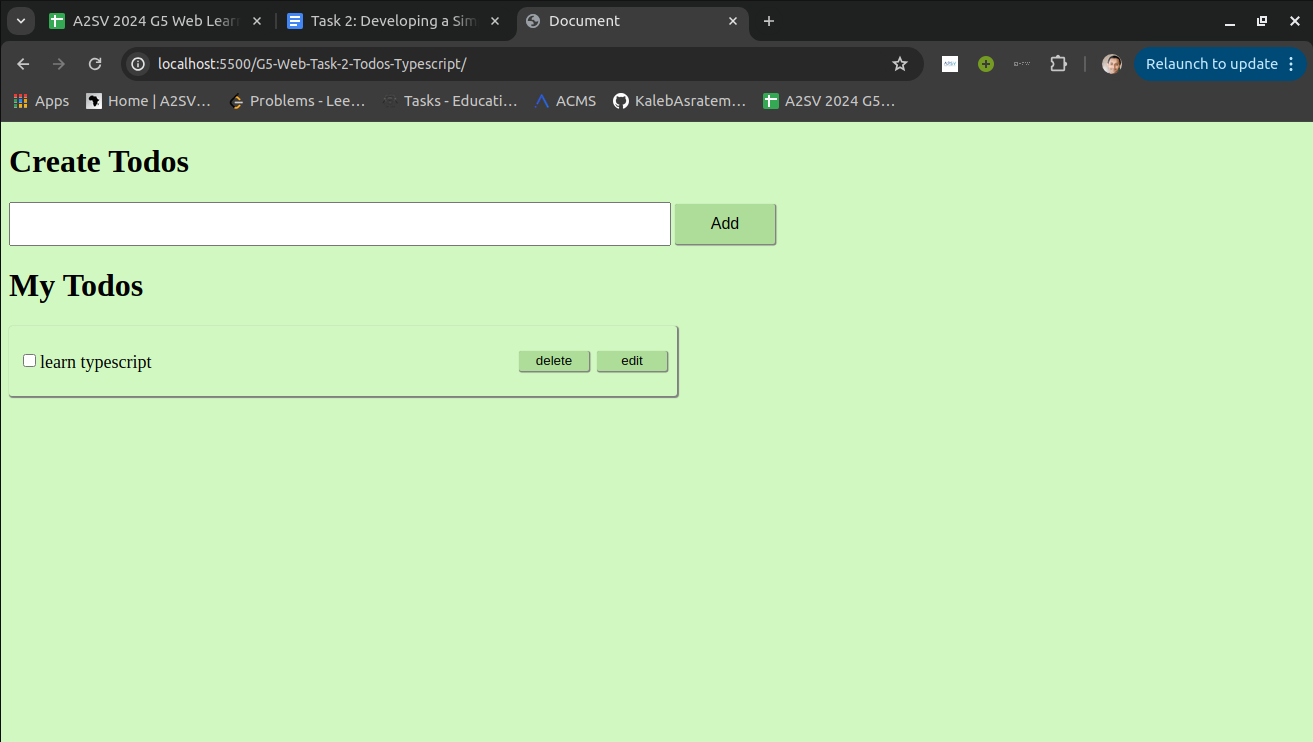 A2SV 2024 G5 Web Lear
Task 2: Developing a Sim
Document
localhost:5500/G5-Web-Task-2-Todos-Typescript/
Relaunch to update
Apps
Home | A2SV…
Problems - Lee…
Tasks - Educati…
ACMS
KalebAsratem…
A2SV 2024 G5…
Create Todos
Add
My Todos
learn typescript
delete
edit